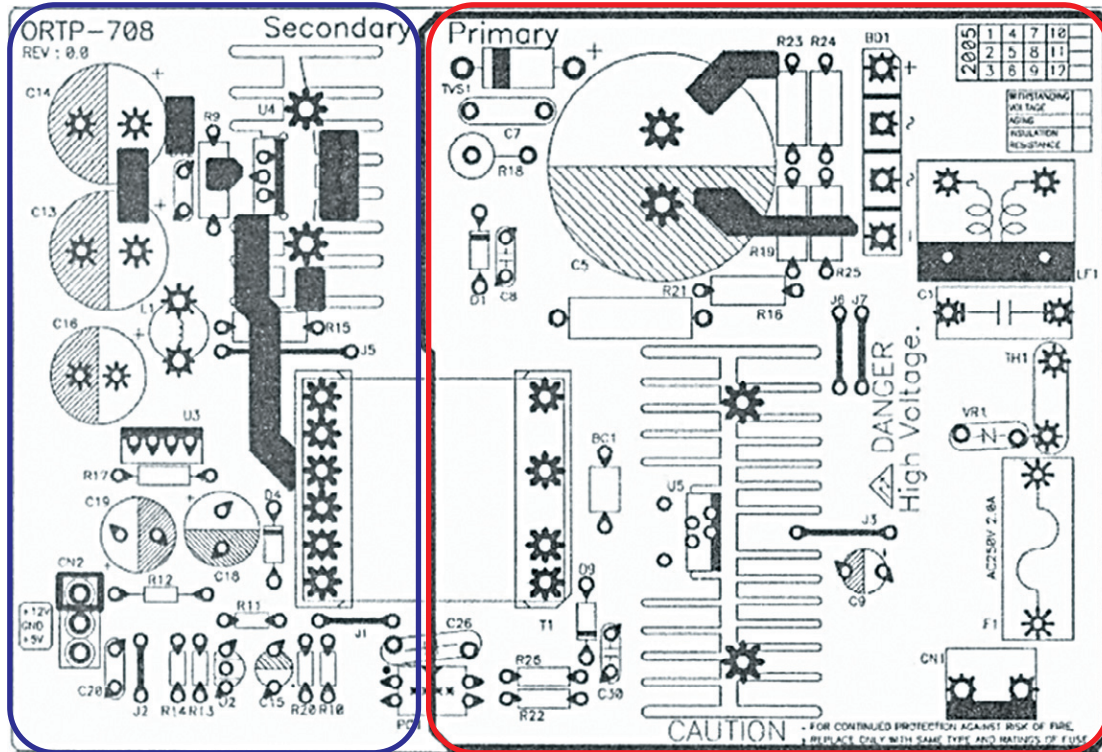 ORTP-708
REV : 0.0
Secondary
Primary
2005
1 4 7 10
2 5 8 11
3 6 9 12
WITHSTANDING
VOLTAGE
AGING
INSULATION
RESISTANCE
C14
U4
R9
TVS1
C7
R18
R23
R24
BD1
+
~
~
-
C13
C5
R19
R25
LF1
D1
C8
R21
R16
C1
L1
R15
J5
J6
J7
C16
TH1
VR1
U3
R17
BC1
U5
DANGER
High Voltage.
C19
D4
C18
J3
AC250V 2.0A
C9
CN2
R12
D9
R11
T1
F1
+12V
GND
+5V
J1
C26
C20
J2
R14
R13
U2
C15
R20
R10
PC1
R26
R22
C30
CN1
CAUTION
- FOR CONTINUED PROTECTION AGAINST RISK OF FIRE,
REPLACE ONLY WITH SAME TYPE AND RATINGS OF FUSE